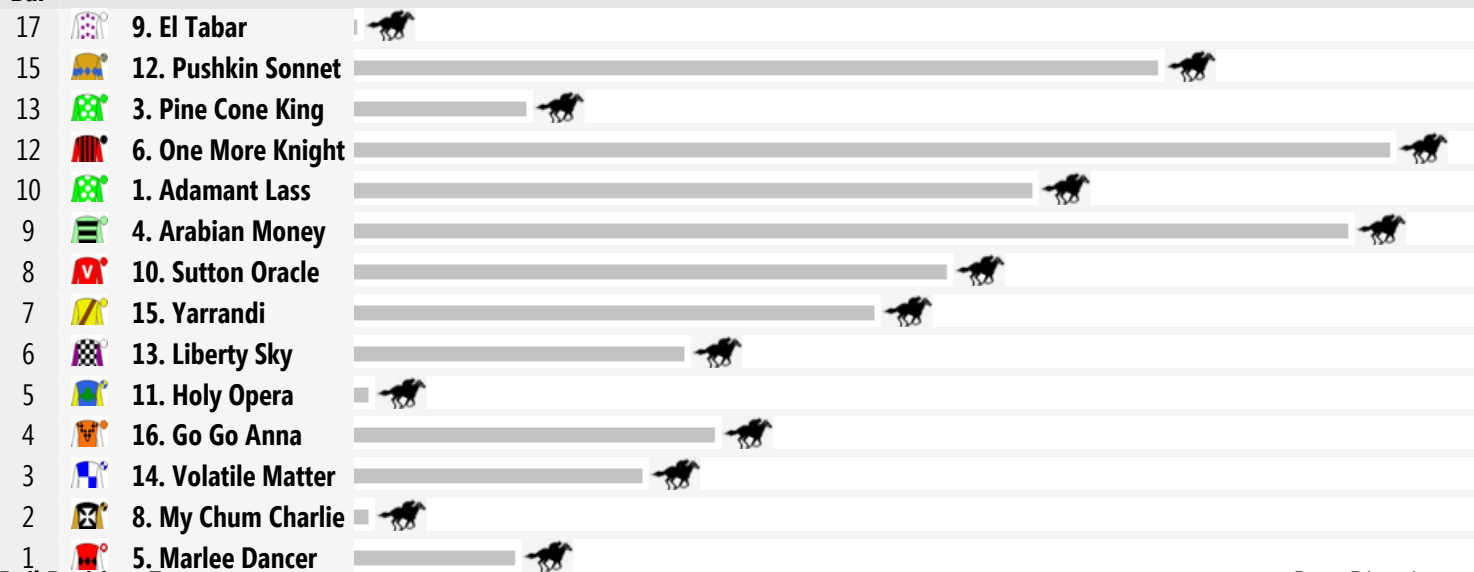 17 9. El Tabar
15 12. Pushkin Sonnet
13 3. Pine Cone King
12 6. One More Knight
10 1. Adamant Lass
9 4. Arabian Money
8 V 10. Sutton Oracle
7 15. Yarrandi
6 13. Liberty Sky
5 11. Holy Opera
4 16. Go Go Anna
3 14. Volatile Matter
2 8. My Chum Charlie
1 5. Marlee Dancer